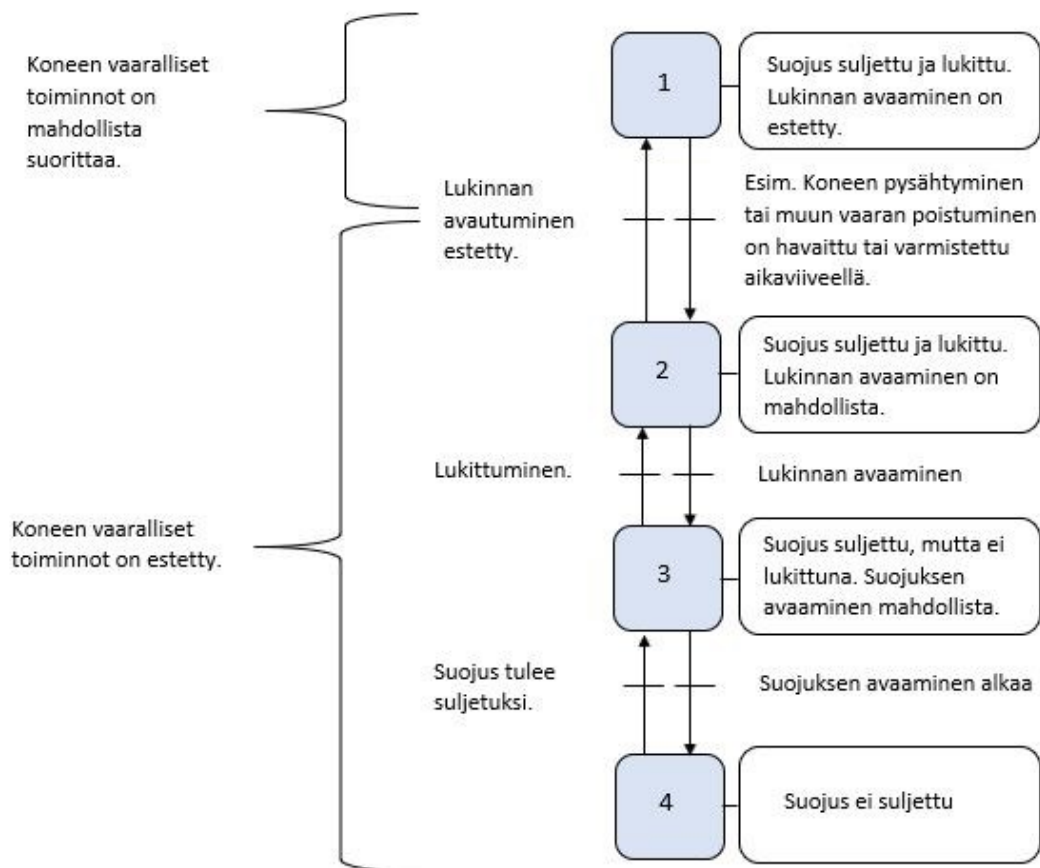 Koneen vaaralliset
toiminnot on
mahdollista
suorittaa.
1
Suojus suljettu ja lukittu.
Lukinnan avaaminen on
estetty.
Lukinnan
avautuminen
estetty.
Esim. Koneen pysähtyminen
tai muun vaaran poistuminen
on havaittu tai varmistettu
aikaviiveellä.
2
Suojus suljettu ja lukittu.
Lukinnan avaaminen on
mahdollista.
Lukittuminen.
Lukinnan avaaminen
Koneen vaaralliset
toiminnot on estetty.
3
Suojus suljettu, mutta ei
lukittuna. Suojuksen
avaaminen mahdollista.
Suojus tulee
suljetuksi.
Suojuksen avaaminen alkaa
4
Suojus ei suljettu